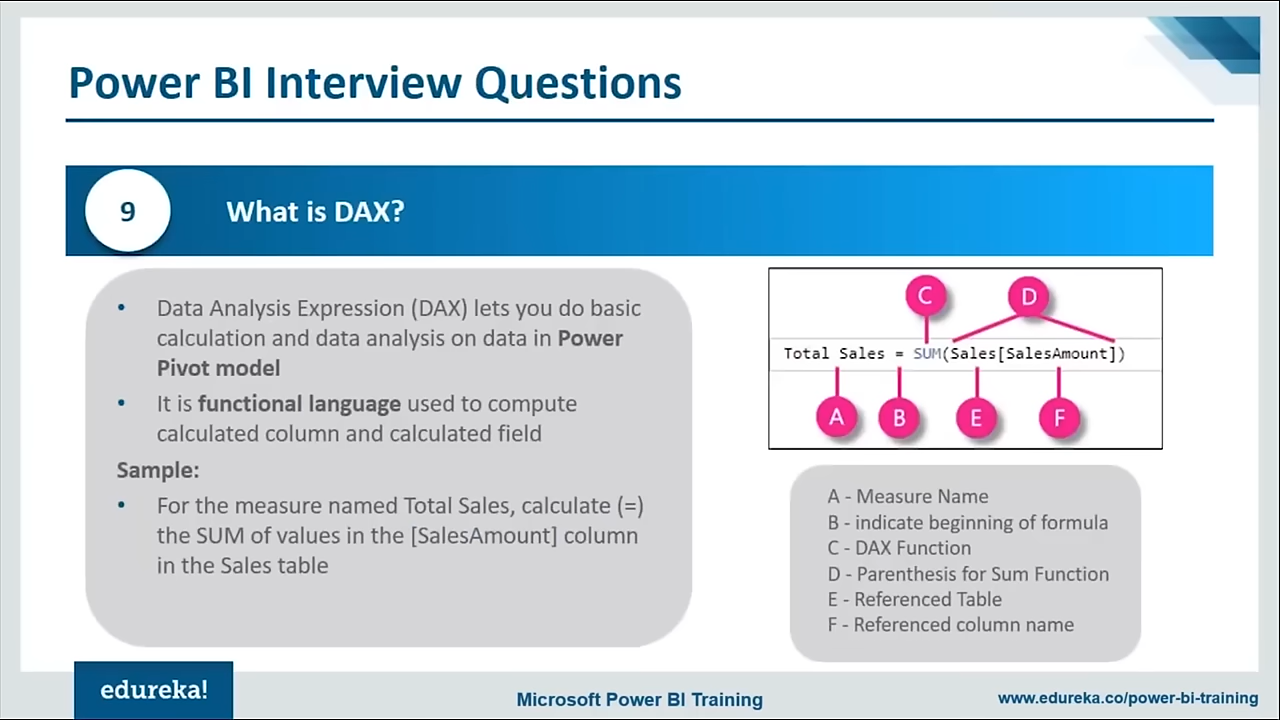 Power BI Interview Questions
9
What is DAX?
• Data Analysis Expression (DAX) lets you do basic
calculation and data analysis on data in Power
Pivot model
• It is functional language used to compute
calculated column and calculated field
Sample:
• For the measure named Total Sales, calculate (=)
the SUM of values in the [SalesAmount] column
in the Sales table
C D
Total Sales = SUM(Sales[SalesAmount])
A B E F
A - Measure Name
B - indicate beginning of formula
C - DAX Function
D - Parenthesis for Sum Function
E - Referenced Table
F - Referenced column name
edureka!
Microsoft Power BI Training
www.edureka.co/power-bi-training